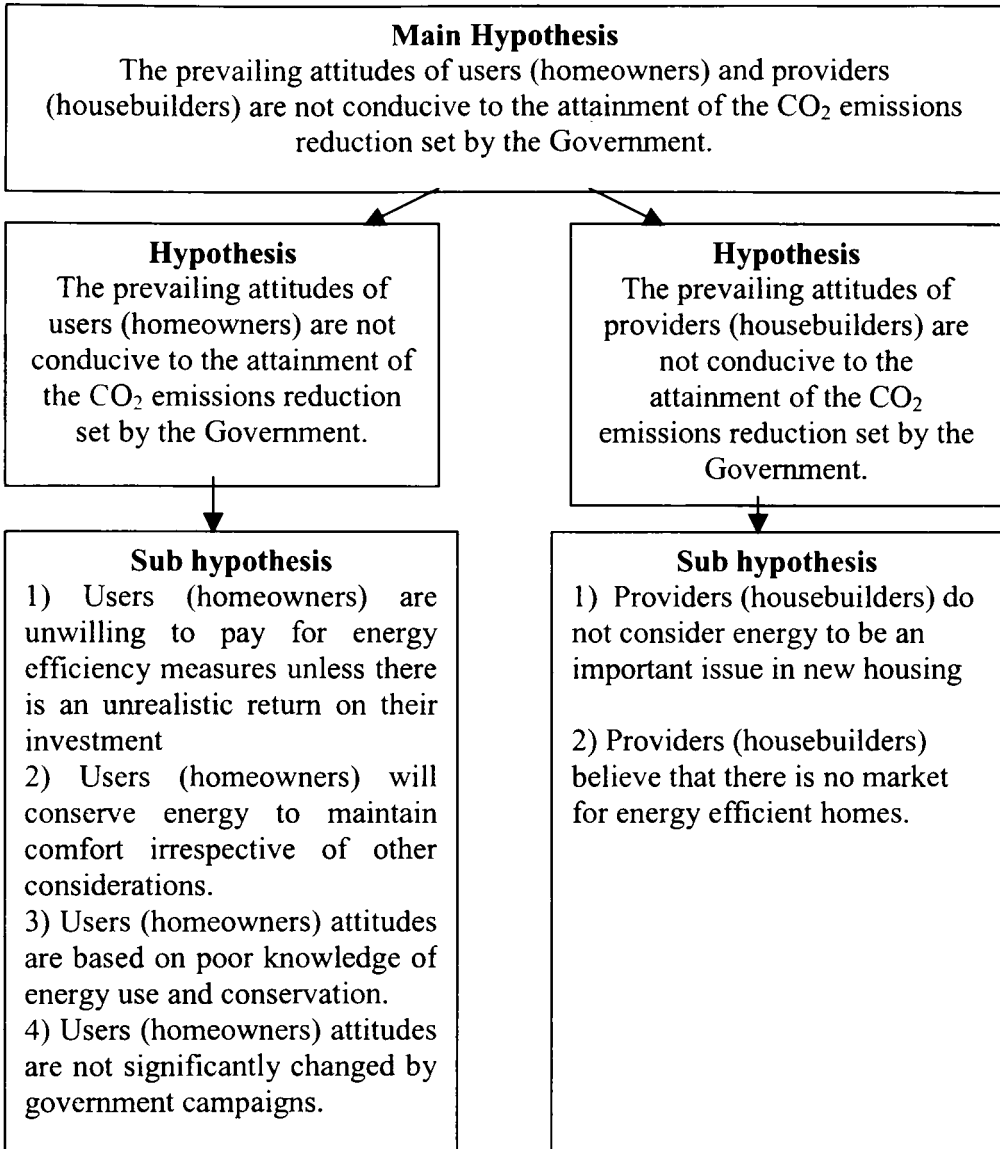 Main Hypothesis
The prevailing attitudes of users (homeowners) and providers
(housebuilders) are not conducive to the attainment of the CO₂ emissions
reduction set by the Government.
Hypothesis
The prevailing attitudes of
users (homeowners) are not
conducive to the attainment of
the CO₂ emissions reduction
set by the Government.
Hypothesis
The prevailing attitudes of
providers (housebuilders) are
not conducive to the
attainment of the CO₂
emissions reduction set by the
Government.
Sub hypothesis
1) Users (homeowners) are
unwilling to pay for energy
efficiency measures unless there
is an unrealistic return on their
investment
2) Users (homeowners) will
conserve energy to maintain
comfort irrespective of other
considerations.
3) Users (homeowners) attitudes
are based on poor knowledge of
energy use and conservation.
4) Users (homeowners) attitudes
are not significantly changed by
government campaigns.
Sub hypothesis
1) Providers (housebuilders) do
not consider energy to be an
important issue in new housing
2) Providers (housebuilders)
believe that there is no market
for energy efficient homes.